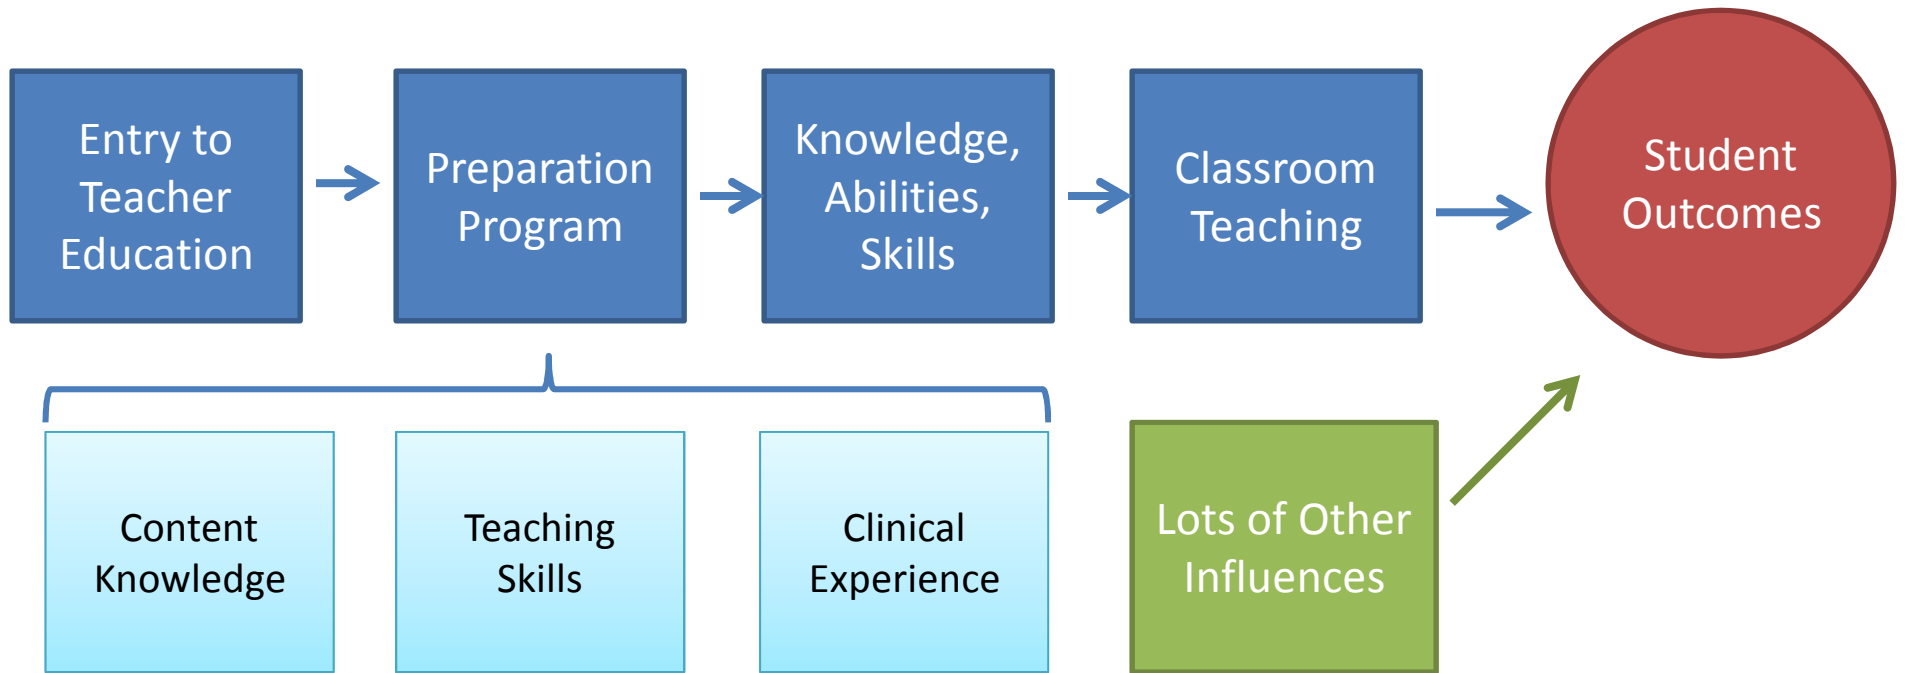 Entry to
Teacher
Education
Preparation
Program
Knowledge,
Abilities,
Skills
Classroom
Teaching
Student
Outcomes
Content
Knowledge
Teaching
Skills
Clinical
Experience
Lots of Other
Influences